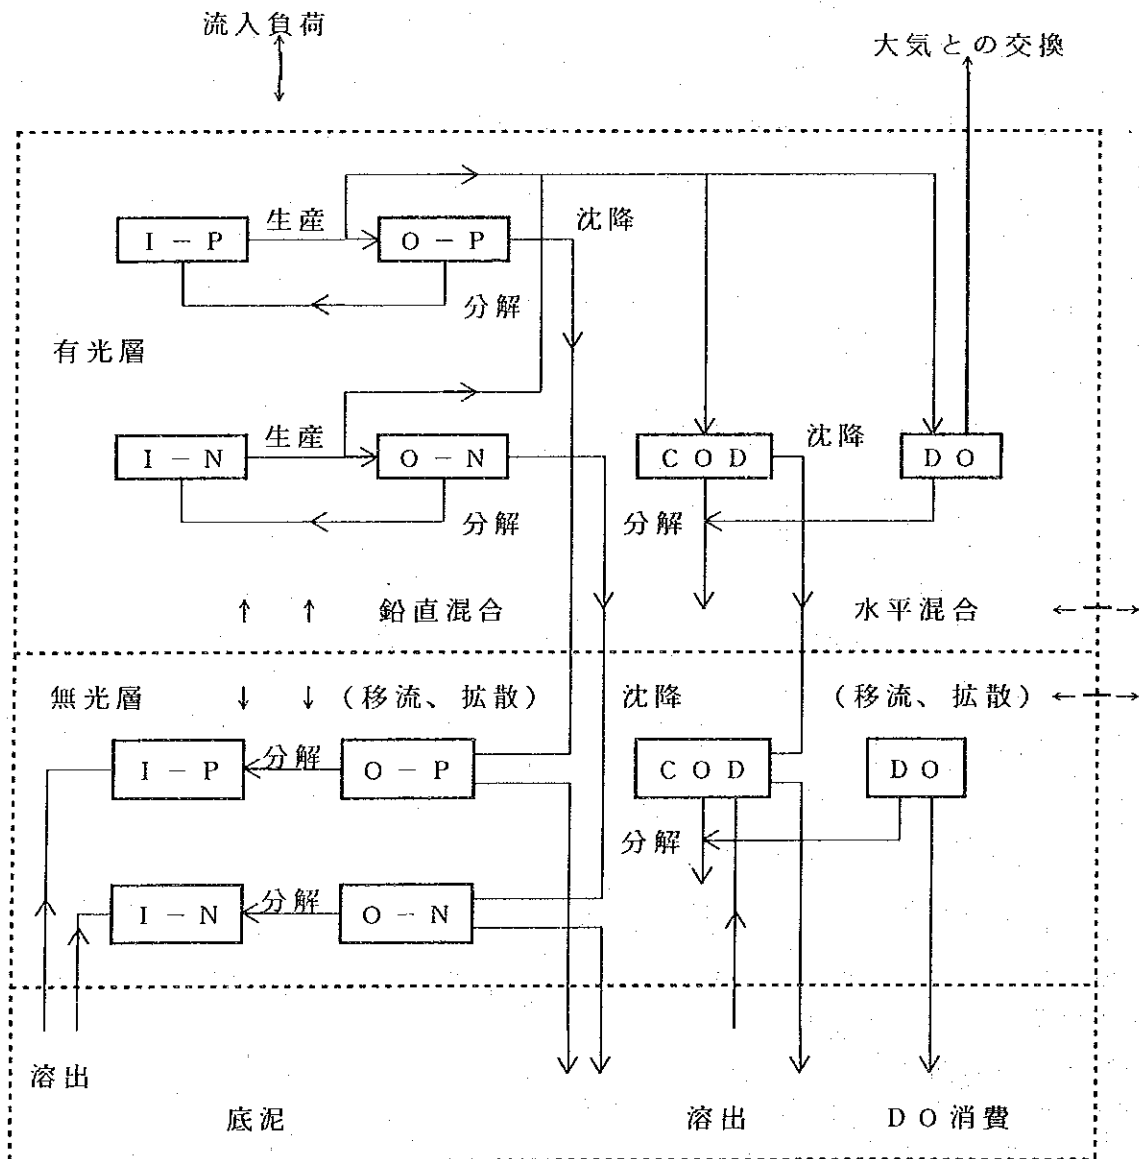 流入負荷
大気との交換
生産
沈降
I－P
O－P
分解
有光層
生産
沈降
I－N
O－N
COD
DO
分解
分解
↑ ↑ 鉛直混合
水平混合 ←─→
無光層 ↓ ↓ (移流、拡散)
沈降
(移流、拡散) ←─→
I－P
分解
O－P
COD
DO
分解
I－N
分解
O－N
溶出
底泥
溶出
DO消費